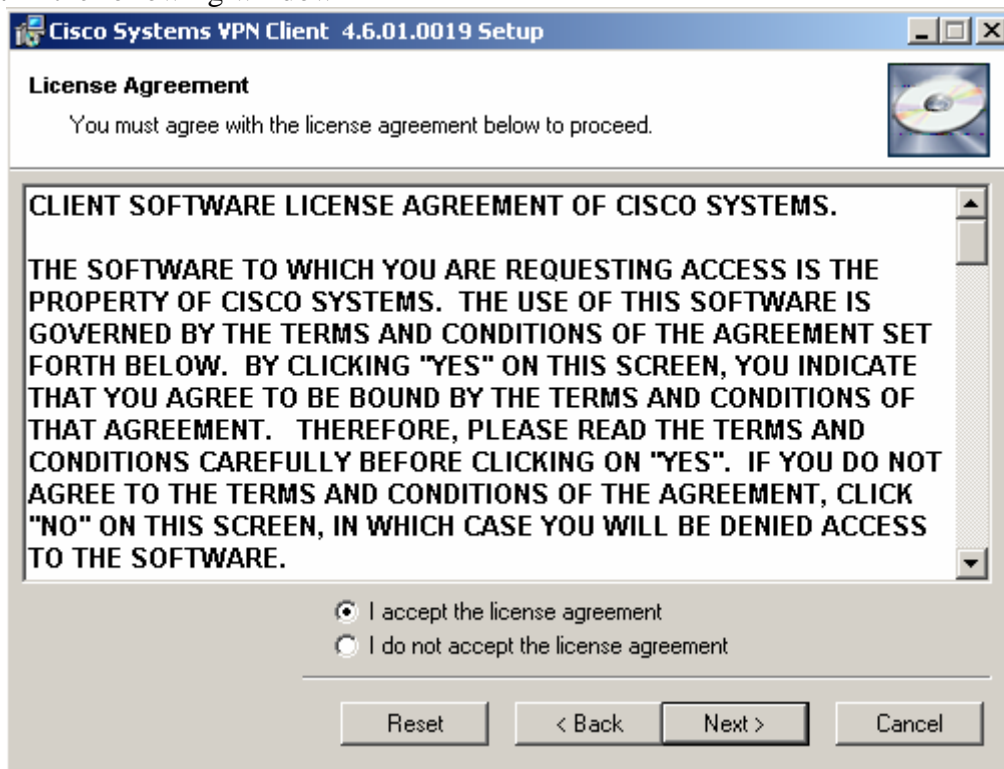 Cisco Systems VPN Client 4.6.01.0019 Setup
License Agreement
You must agree with the license agreement below to proceed.
CLIENT SOFTWARE LICENSE AGREEMENT OF CISCO SYSTEMS.
THE SOFTWARE TO WHICH YOU ARE REQUESTING ACCESS IS THE
PROPERTY OF CISCO SYSTEMS. THE USE OF THIS SOFTWARE IS
GOVERNED BY THE TERMS AND CONDITIONS OF THE AGREEMENT SET
FORTH BELOW. BY CLICKING "YES" ON THIS SCREEN, YOU INDICATE
THAT YOU AGREE TO BE BOUND BY THE TERMS AND CONDITIONS OF
THAT AGREEMENT. THEREFORE, PLEASE READ THE TERMS AND
CONDITIONS CAREFULLY BEFORE CLICKING ON "YES". IF YOU DO NOT
AGREE TO THE TERMS AND CONDITIONS OF THE AGREEMENT, CLICK
"NO" ON THIS SCREEN, IN WHICH CASE YOU WILL BE DENIED ACCESS
TO THE SOFTWARE.
I accept the license agreement
I do not accept the license agreement
Reset < Back Next > Cancel